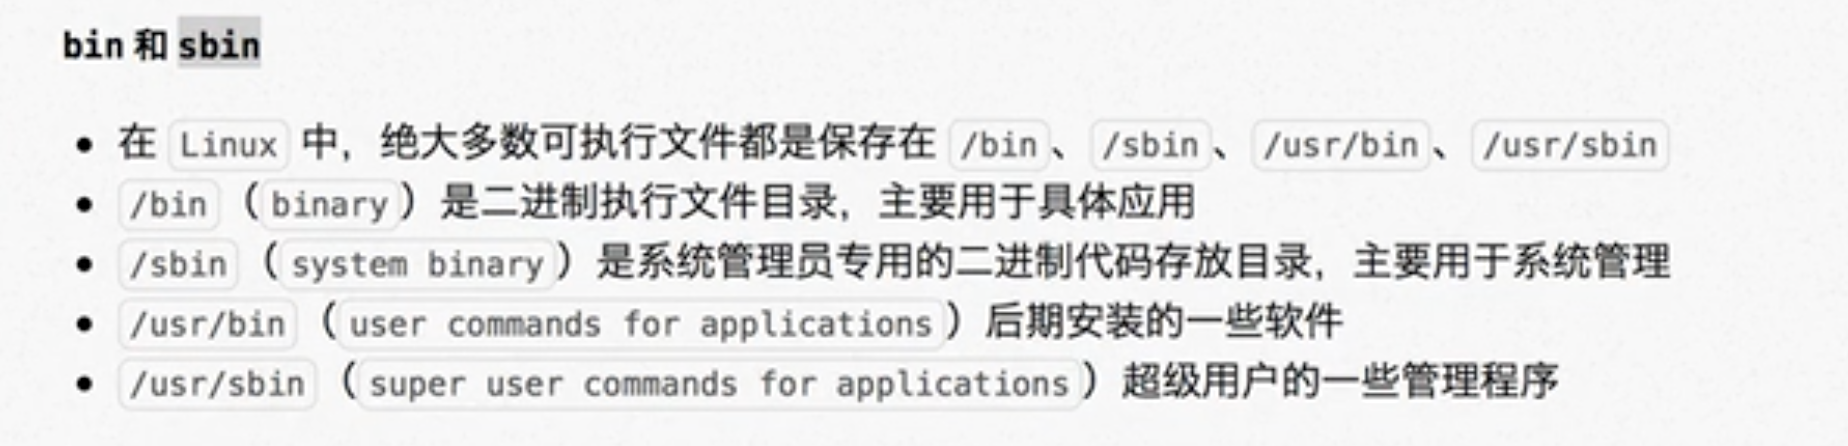 bin 和 sbin
• 在 Linux 中，绝大多数可执行文件都是保存在 /bin 、 /sbin 、 /usr/bin 、 /usr/sbin
• /bin （ binary ）是二进制执行文件目录，主要用于具体应用
• /sbin （ system binary ）是系统管理员专用的二进制代码存放目录，主要用于系统管理
• /usr/bin （ user commands for applications ）后期安装的一些软件
• /usr/sbin （ super user commands for applications ）超级用户的一些管理程序